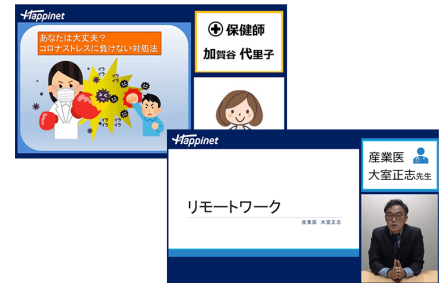 Happinet
あなたは大丈夫？
コロナストレスに負けない対処法
保健師
加賀谷 代里子
Happinet
リモートワーク
産業医 大室正志
産業医
大室正志先生